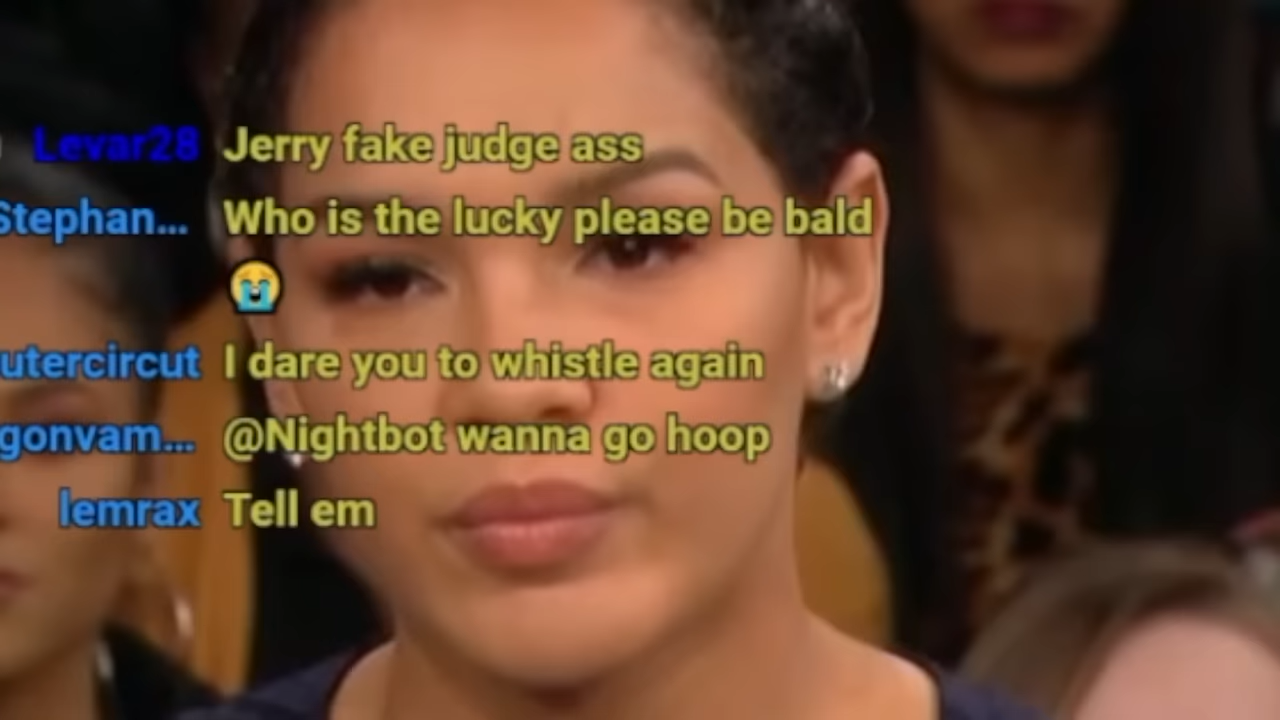 Levar28 Jerry fake judge ass
Stephan... Who is the lucky please be bald
😭
utercircut I dare you to whistle again
gonvam... @Nightbot wanna go hoop
lemrax Tell em